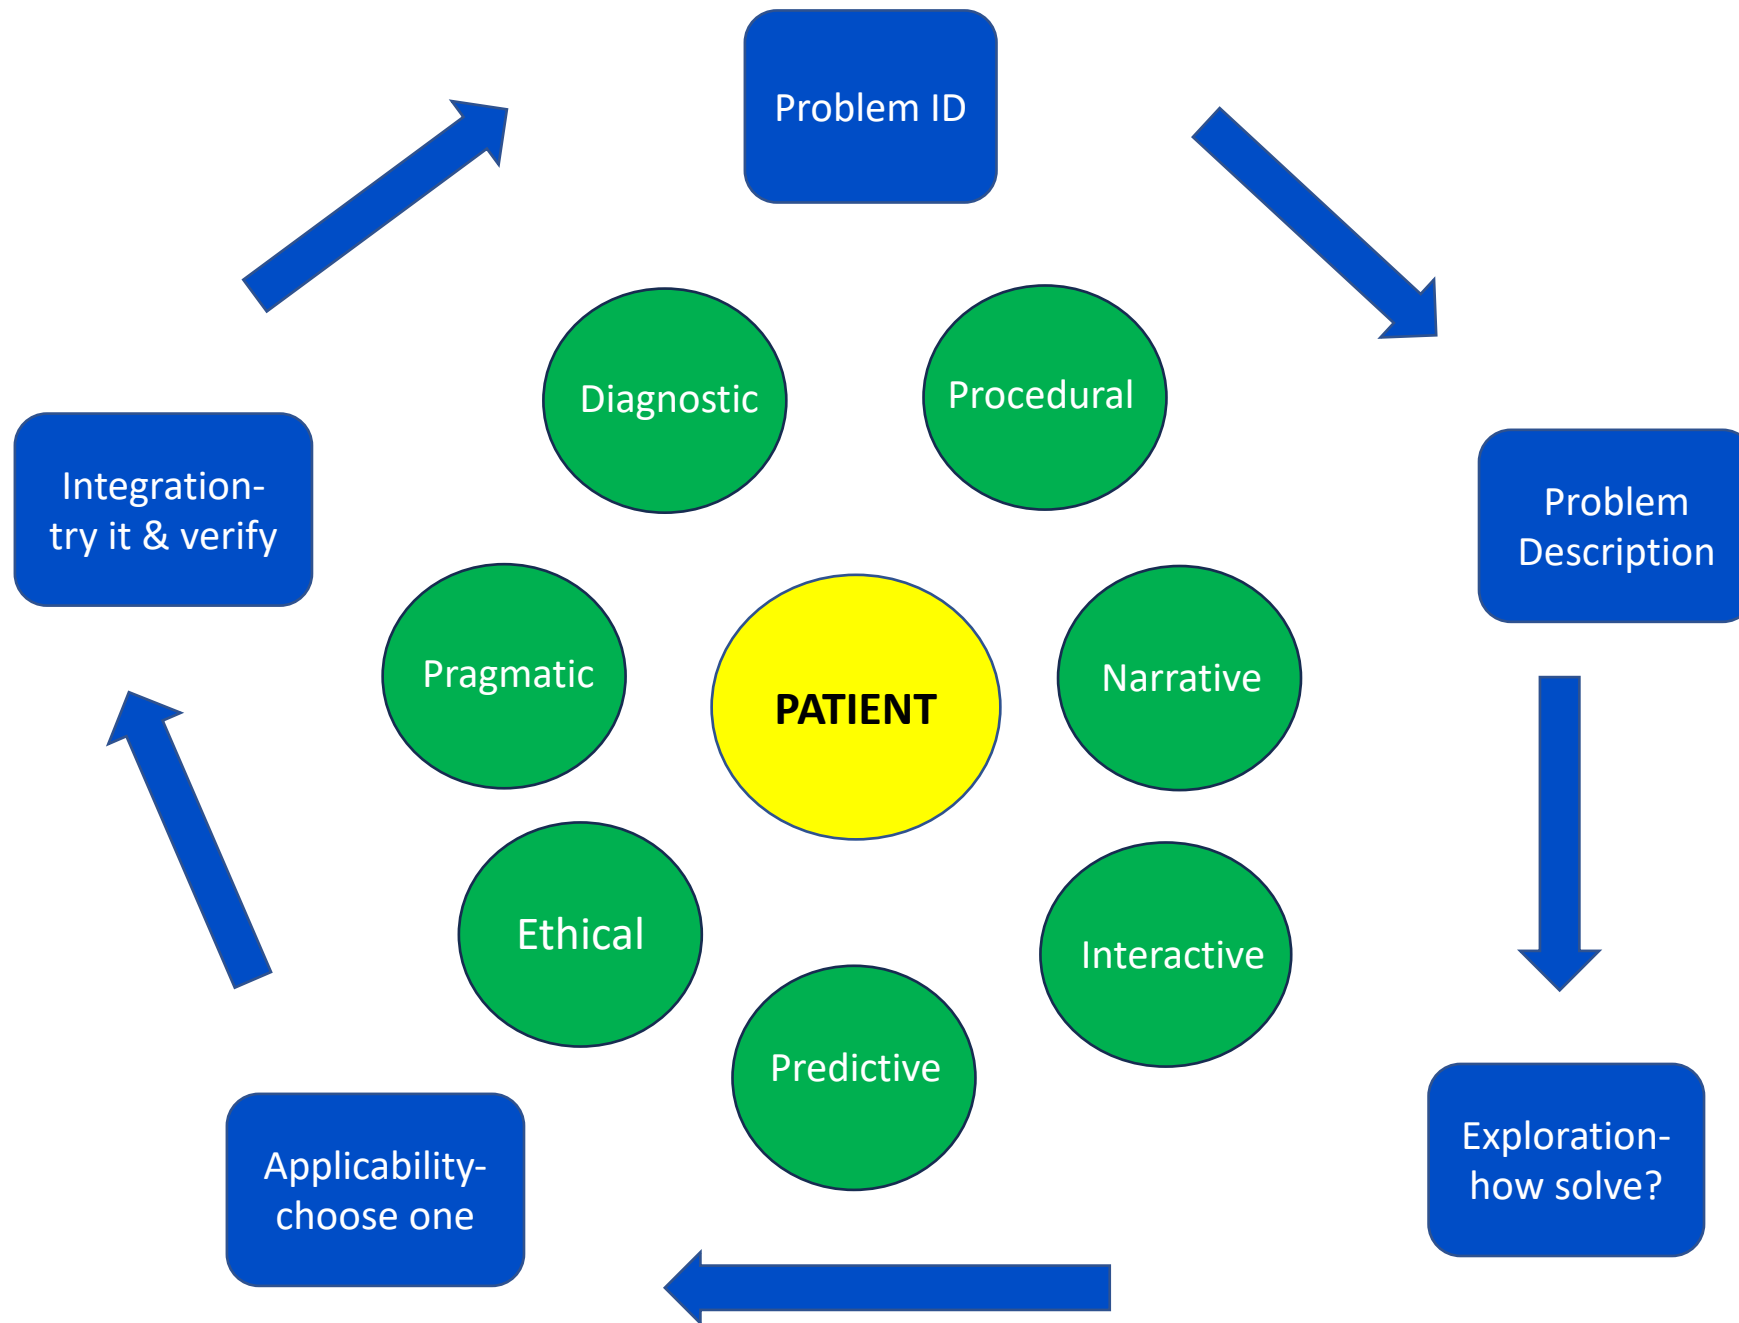 Problem ID
Diagnostic
Procedural
Integration-
try it & verify
Problem
Description
Pragmatic
PATIENT
Narrative
Ethical
Interactive
Predictive
Applicability-
choose one
Exploration-
how solve?